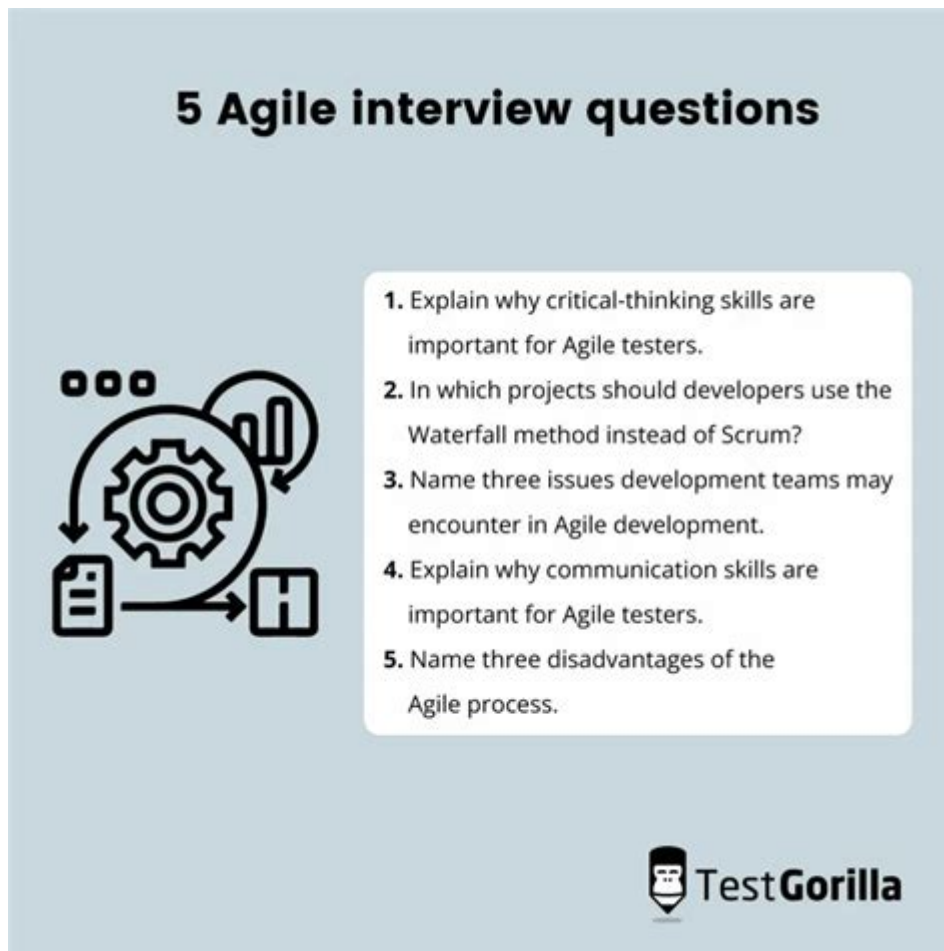 5 Agile interview questions
1. Explain why critical-thinking skills are
important for Agile testers.
2. In which projects should developers use the
Waterfall method instead of Scrum?
3. Name three issues development teams may
encounter in Agile development.
4. Explain why communication skills are
important for Agile testers.
5. Name three disadvantages of the
Agile process.
TestGorilla